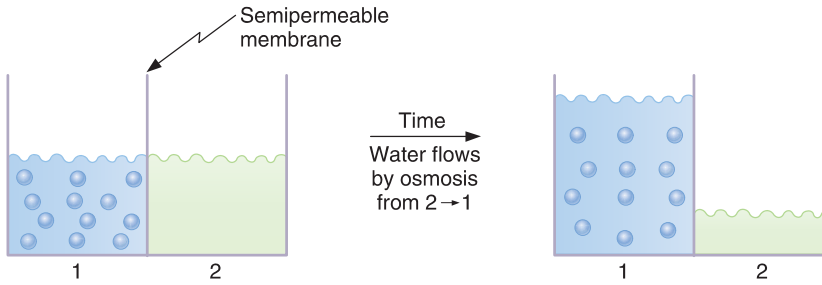 Semipermeable
membrane
Time
Water flows
by osmosis
from 2→1
1
2
1
2